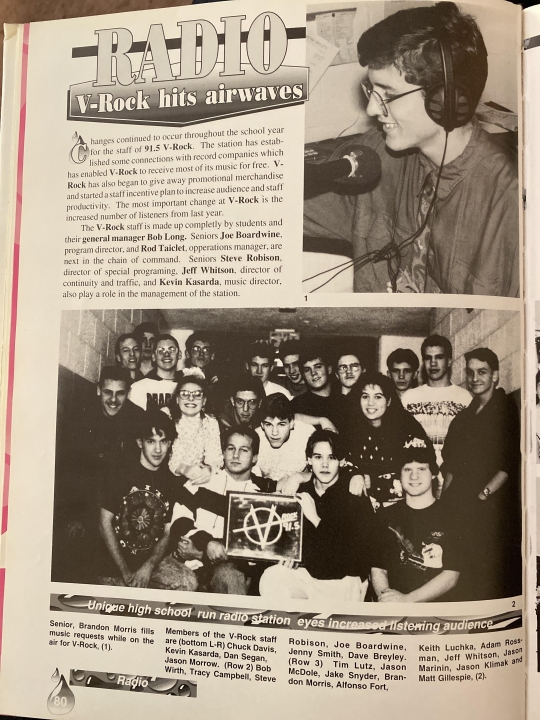 RADIO
V-Rock hits airwaves
Changes continued to occur throughout the school year
for the staff of 91.5 V-Rock. The station has estab-
lished some connections with record companies which
has enabled V-Rock to receive most of its music for free. V-
Rock has also began to give away promotional merchandise
and started a staff incentive plan to increase audience and staff
productivity. The most important change at V-Rock is the
increased number of listeners from last year.
The V-Rock staff is made up completly by students and
their general manager Bob Long. Seniors Joe Boardwine,
program director, and Rod Taiclet, opperations manager, are
next in the chain of command. Seniors Steve Robison,
director of special programing, Jeff Whitson, director of
continuity and traffic, and Kevin Kasarda, music director,
also play a role in the management of the station.
1
V
ROCK
91.5
2
Unique high school run radio station eyes increased listening audience
Senior, Brandon Morris fills
music requests while on the
air for V-Rock, (1).
Members of the V-Rock staff
are (bottom L-R) Chuck Davis,
Kevin Kasarda, Dan Segan,
Jason Morrow. (Row 2) Bob
Wirth, Tracy Campbell, Steve
Robison, Joe Boardwine,
Jenny Smith, Dave Breyley.
(Row 3) Tim Lutz, Jason
McDole, Jake Snyder, Bran-
don Morris, Alfonso Fort,
Keith Luchka, Adam Ross-
man, Jeff Whitson, Jason
Marinin, Jason Klimak and
Matt Gillespie, (2).
Radio
80